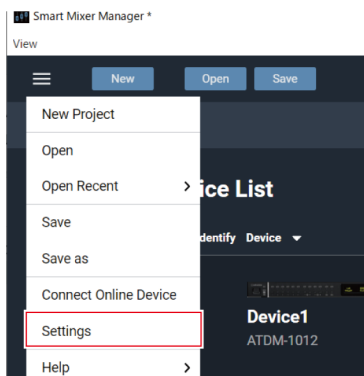 Smart Mixer Manager *
View
New Open Save
New Project
Open
Open Recent
ice List
Save
dentify Device
Save as
Connect Online Device
Settings
Device1
ATDM-1012
Help